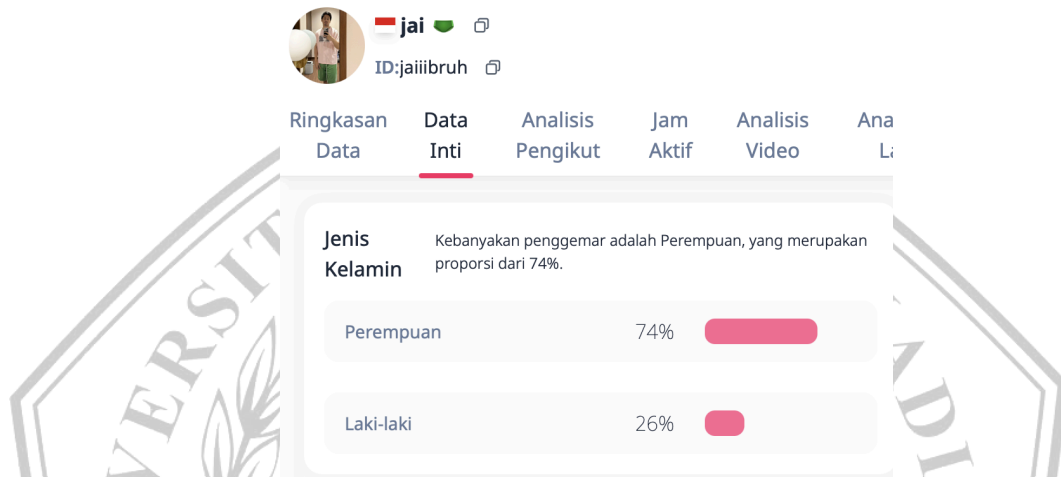 jai
ID:jaiiibruh
Ringkasan Data
Data Inti
Analisis Pengikut
Jam Aktif
Analisis Video
Jenis Kelamin
Kebanyakan penggemar adalah Perempuan, yang merupakan
proporsi dari 74%.
Perempuan 74%
Laki-laki 26%